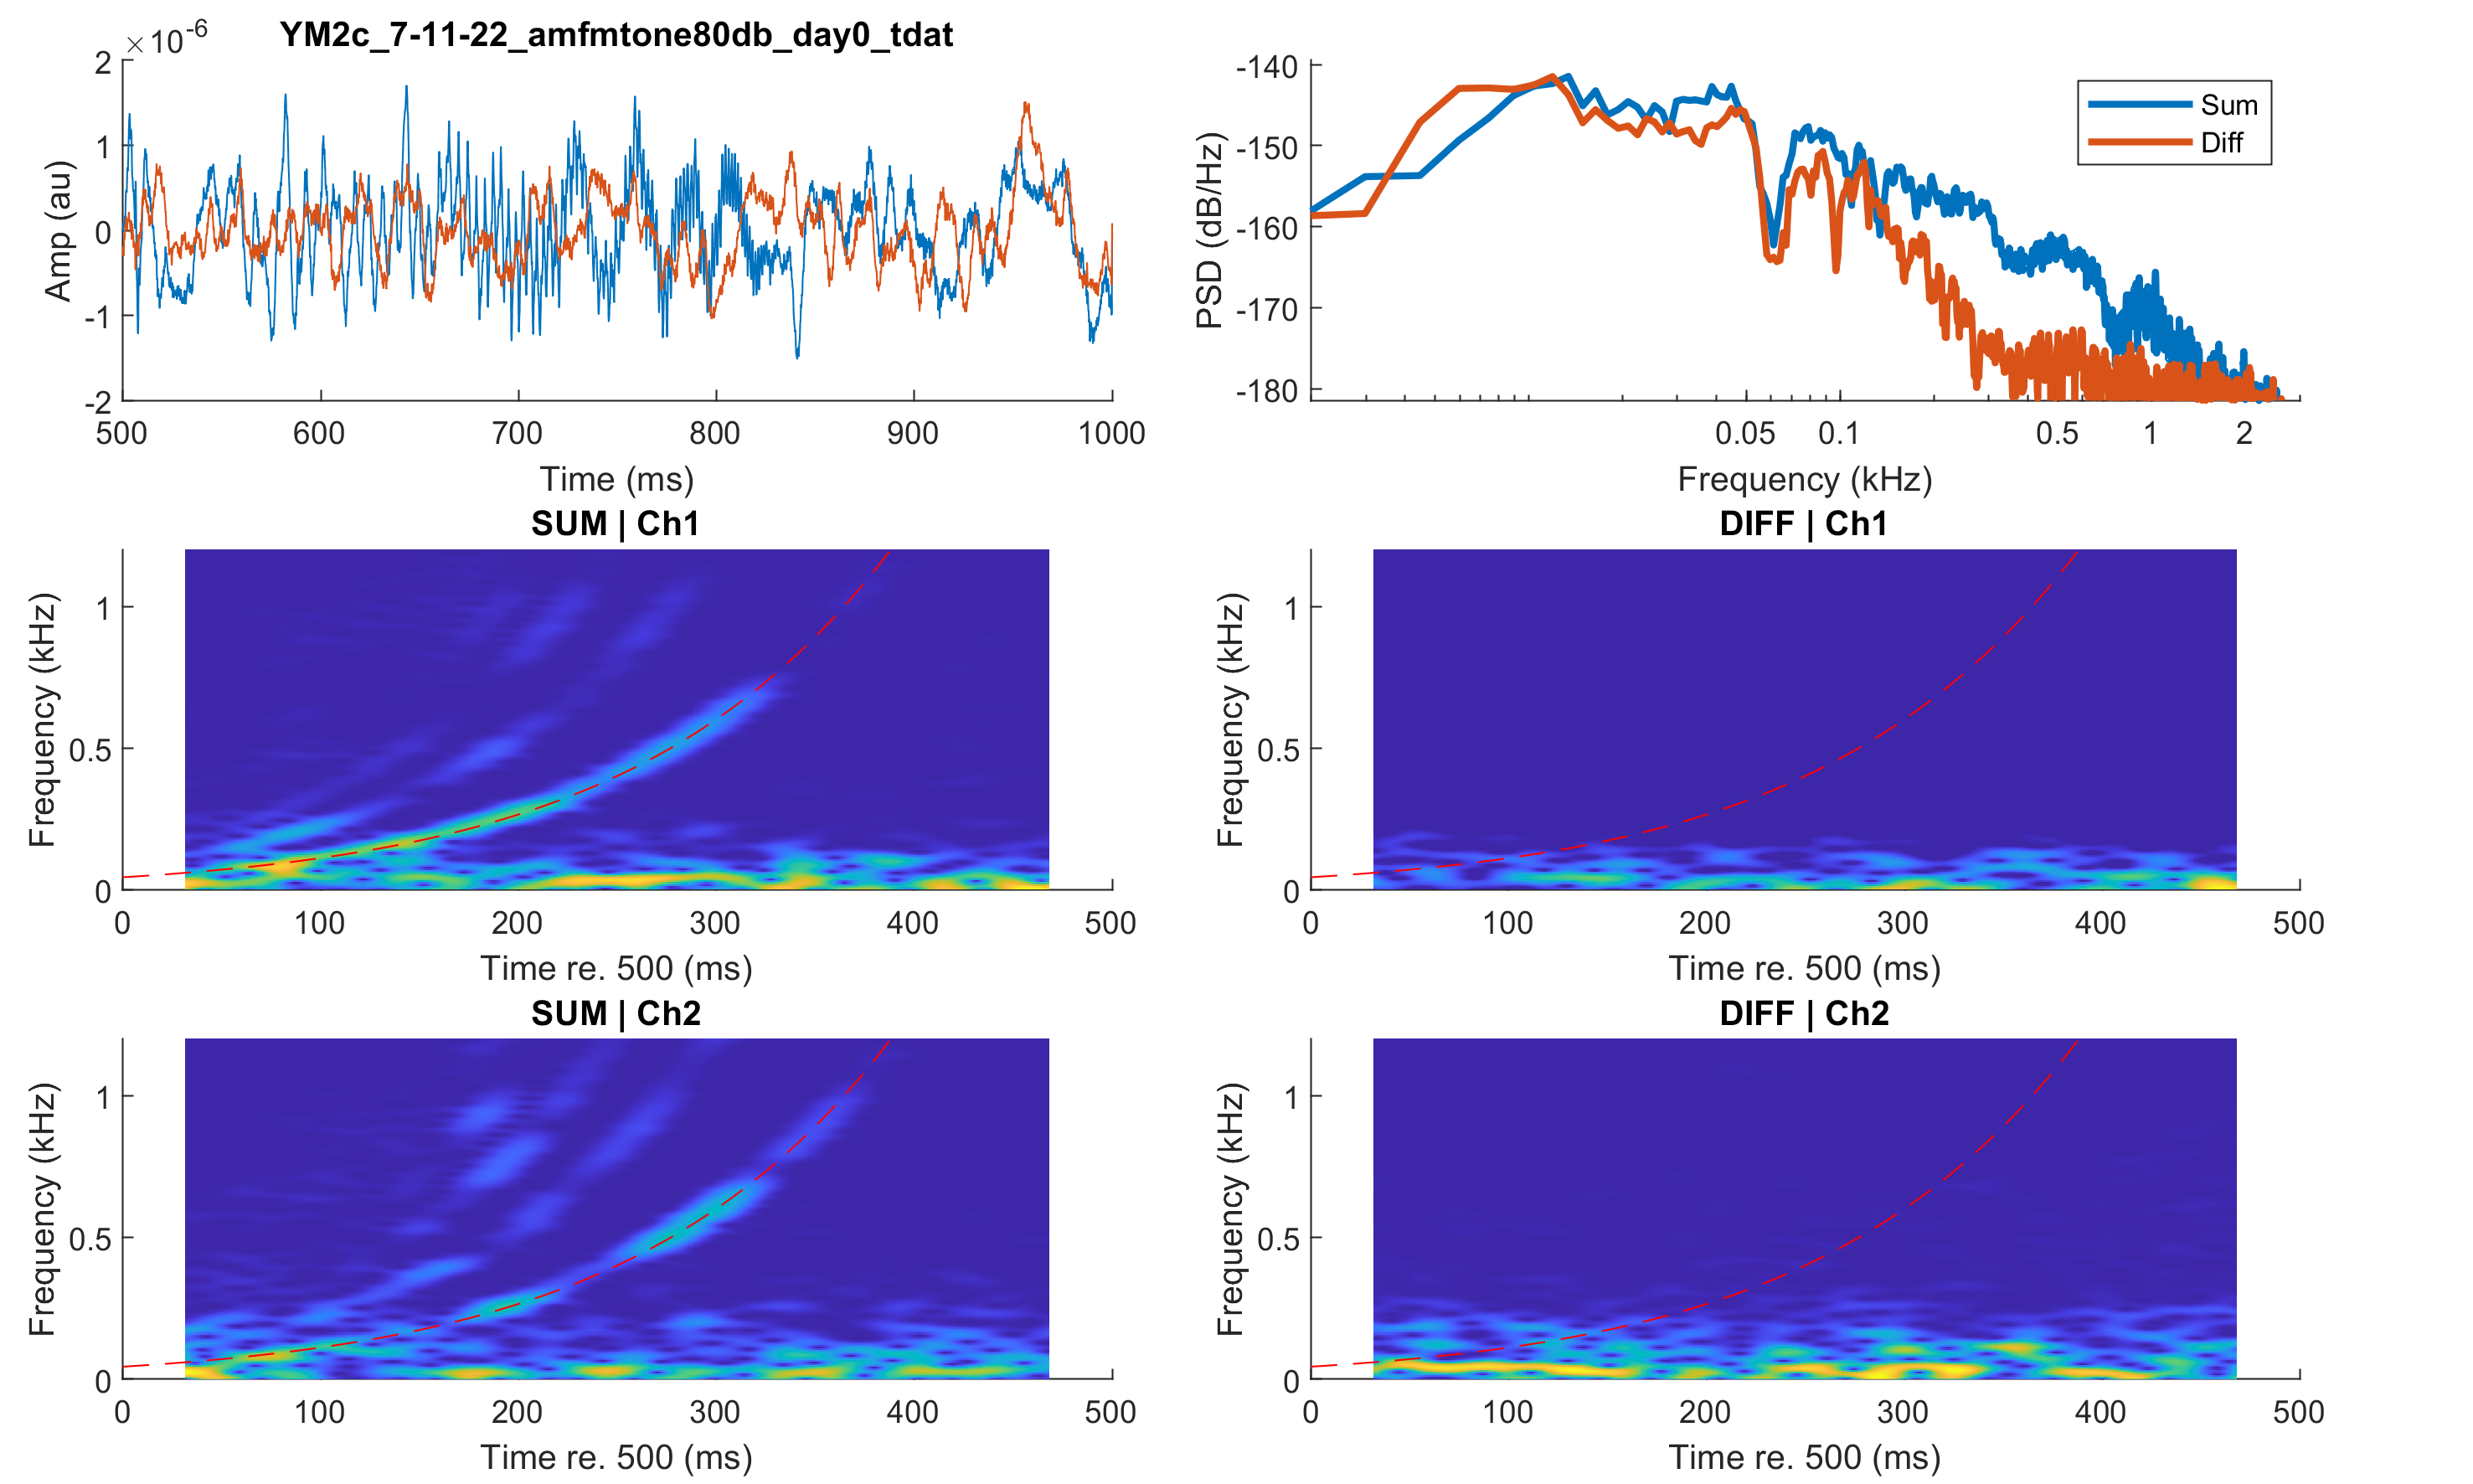 YM2c_7-11-22_amfmtone80db_day0_tdat
×10-6
2
1
0
-1
-2
Amp (au)
500 600 700 800 900 1000
Time (ms)
-140
-150
-160
-170
-180
PSD (dB/Hz)
Sum
Diff
0.05 0.1 0.5 1 2
Frequency (kHz)
SUM | Ch1
1
0.5
0
Frequency (kHz)
0 100 200 300 400 500
Time re. 500 (ms)
DIFF | Ch1
1
0.5
0
Frequency (kHz)
0 100 200 300 400 500
Time re. 500 (ms)
SUM | Ch2
1
0.5
0
Frequency (kHz)
0 100 200 300 400 500
Time re. 500 (ms)
DIFF | Ch2
1
0.5
0
Frequency (kHz)
0 100 200 300 400 500
Time re. 500 (ms)